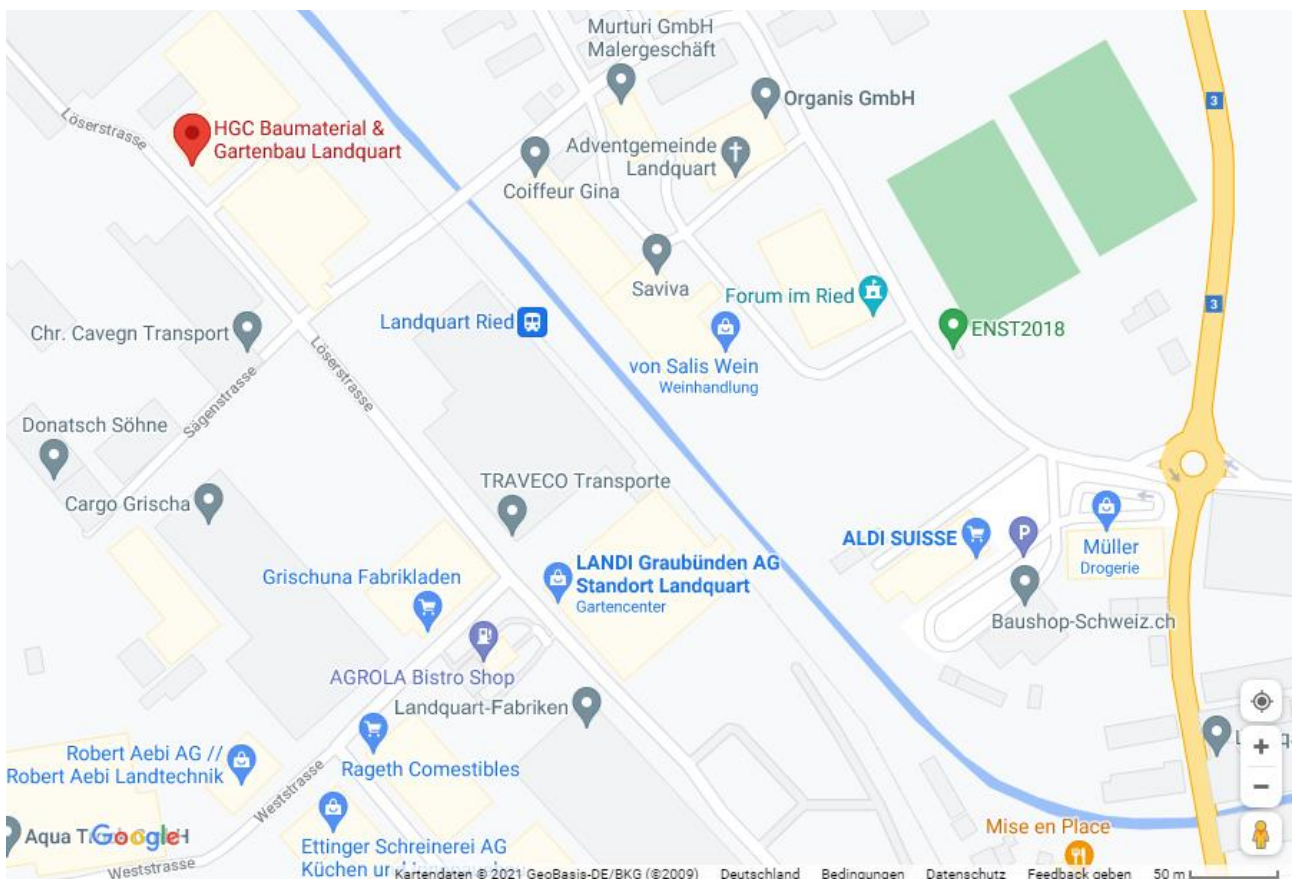 Murturi GmbH
Malergeschäft
Organis GmbH
3
Löserstrasse
HGC Baumaterial &
Gartenbau Landquart
Adventgemeinde
Landquart
Coiffeur Gina
Saviva
Forum im Ried
3
Landquart Ried
Chr. Cavegn Transport
ENST2018
von Salis Wein
Weinhandlung
Löserstrasse
Sägenstrasse
Donatsch Söhne
TRAVECO Transporte
Cargo Grischa
ALDI SUISSE
P
Müller
Drogerie
LANDI Graubünden AG
Standort Landquart
Gartencenter
Grischuna Fabrikladen
Baushop-Schweiz.ch
AGROLA Bistro Shop
Landquart-Fabriken
Robert Aebi AG //
Robert Aebi Landtechnik
Rageth Comestibles
Weststrasse
Mise en Place
Aqua
Google
Ettinger Schreinerei AG
Küchen
Weststrasse
Kartendaten © 2021 GeoBasis-DE/BKG (©2009) Deutschland Bedingungen Datenschutz Feedback geben 50 m